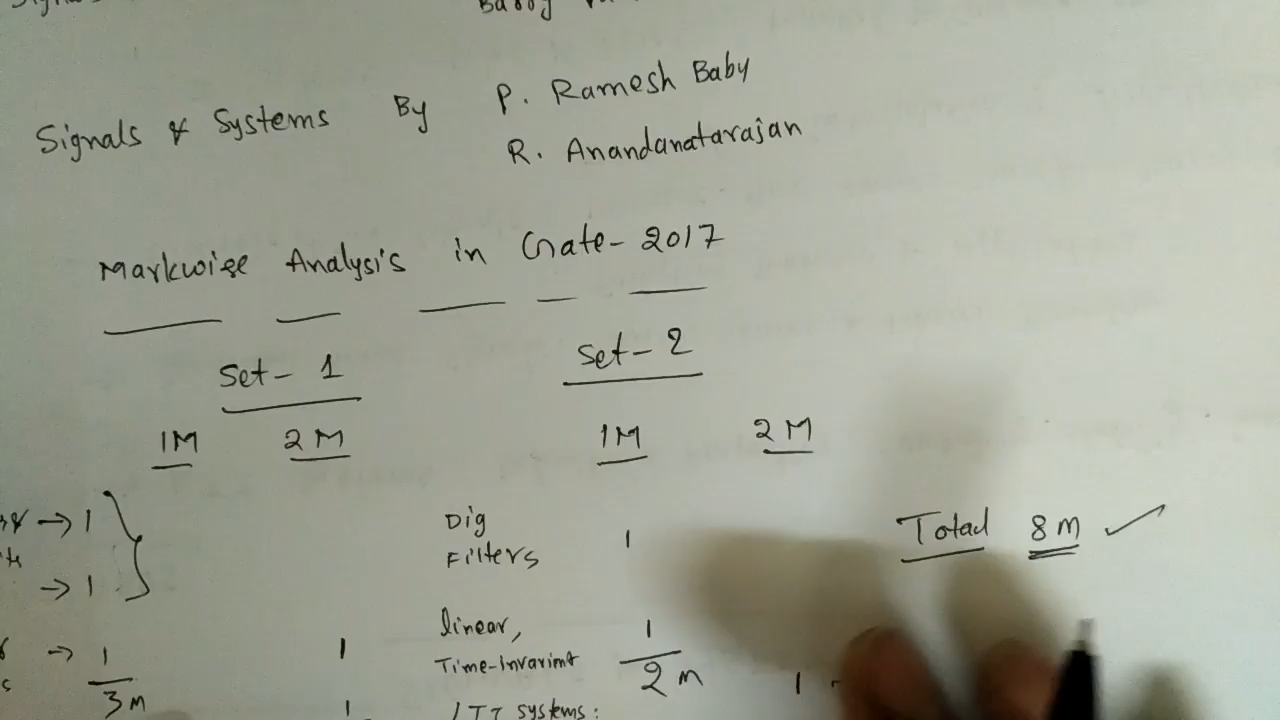 Signals & Systems By P. Ramesh Baby
R. Anandanatarajan
Markwise Analysis in Gate-2017
Set-1 Set-2
1M 2M 1M 2M
→ 1 Dig 1 Total 8m ✓
Filters
→ 1
→ 1 1 linear, 1
3m Time-Invariant 2m 1
1 LTI systems: